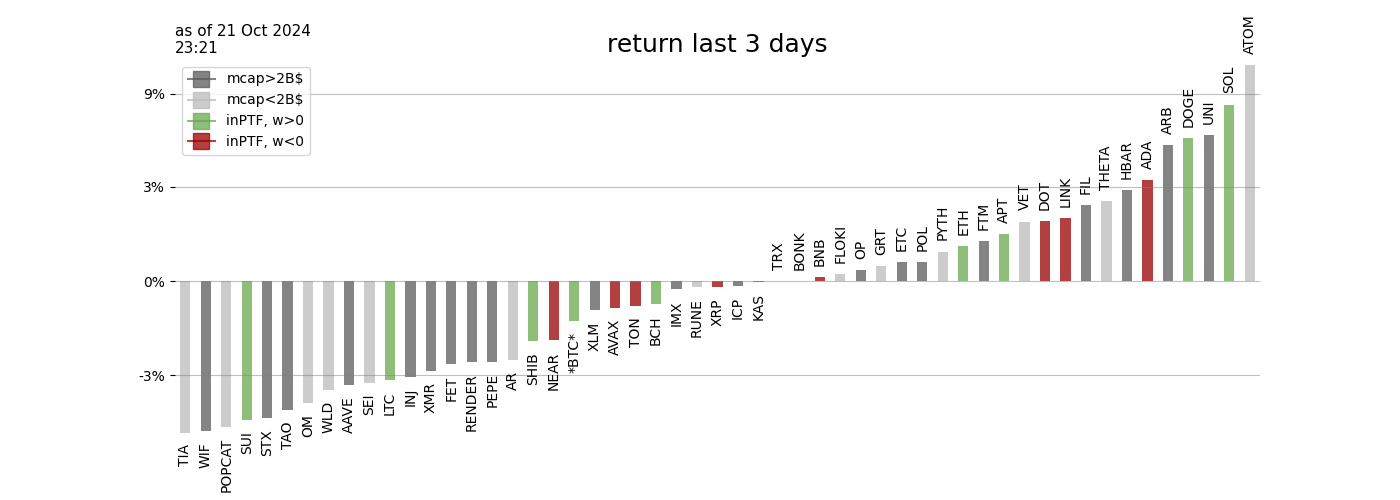 as of 21 Oct 2024
23:21
return last 3 days
mcap>2B$
mcap<2B$
inPTF, w>0
inPTF, w<0
9%
3%
0%
-3%
TIA
WIF
POPCAT
SUI
STX
TAO
OM
WLD
AAVE
SEI
LTC
INJ
XMR
FET
RENDER
PEPE
AR
SHIB
NEAR
*BTC*
XLM
AVAX
TON
BCH
IMX
RUNE
XRP
ICP
KAS
TRX
BONK
BNB
FLOKI
OP
GRT
ETC
POL
PYTH
ETH
FTM
APT
VET
DOT
LINK
FIL
THETA
HBAR
ADA
ARB
DOGE
UNI
SOL
ATOM